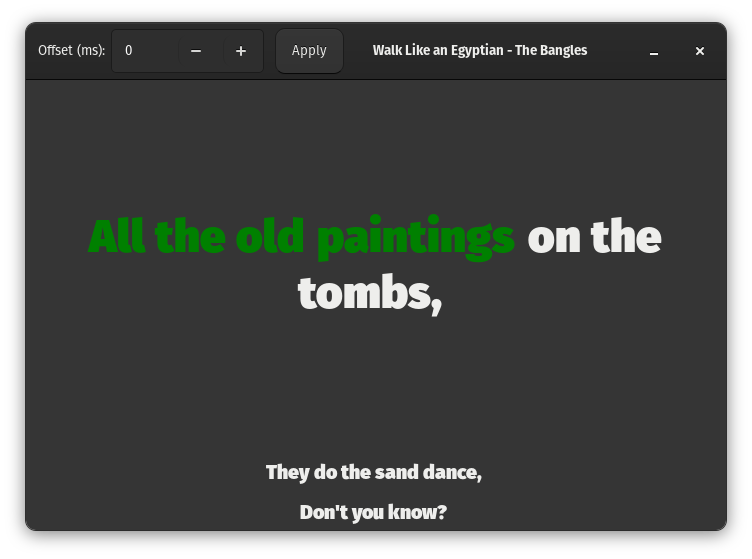 Offset (ms): 0 − + Apply Walk Like an Egyptian - The Bangles
All the old paintings on the
tombs,
They do the sand dance,
Don't you know?